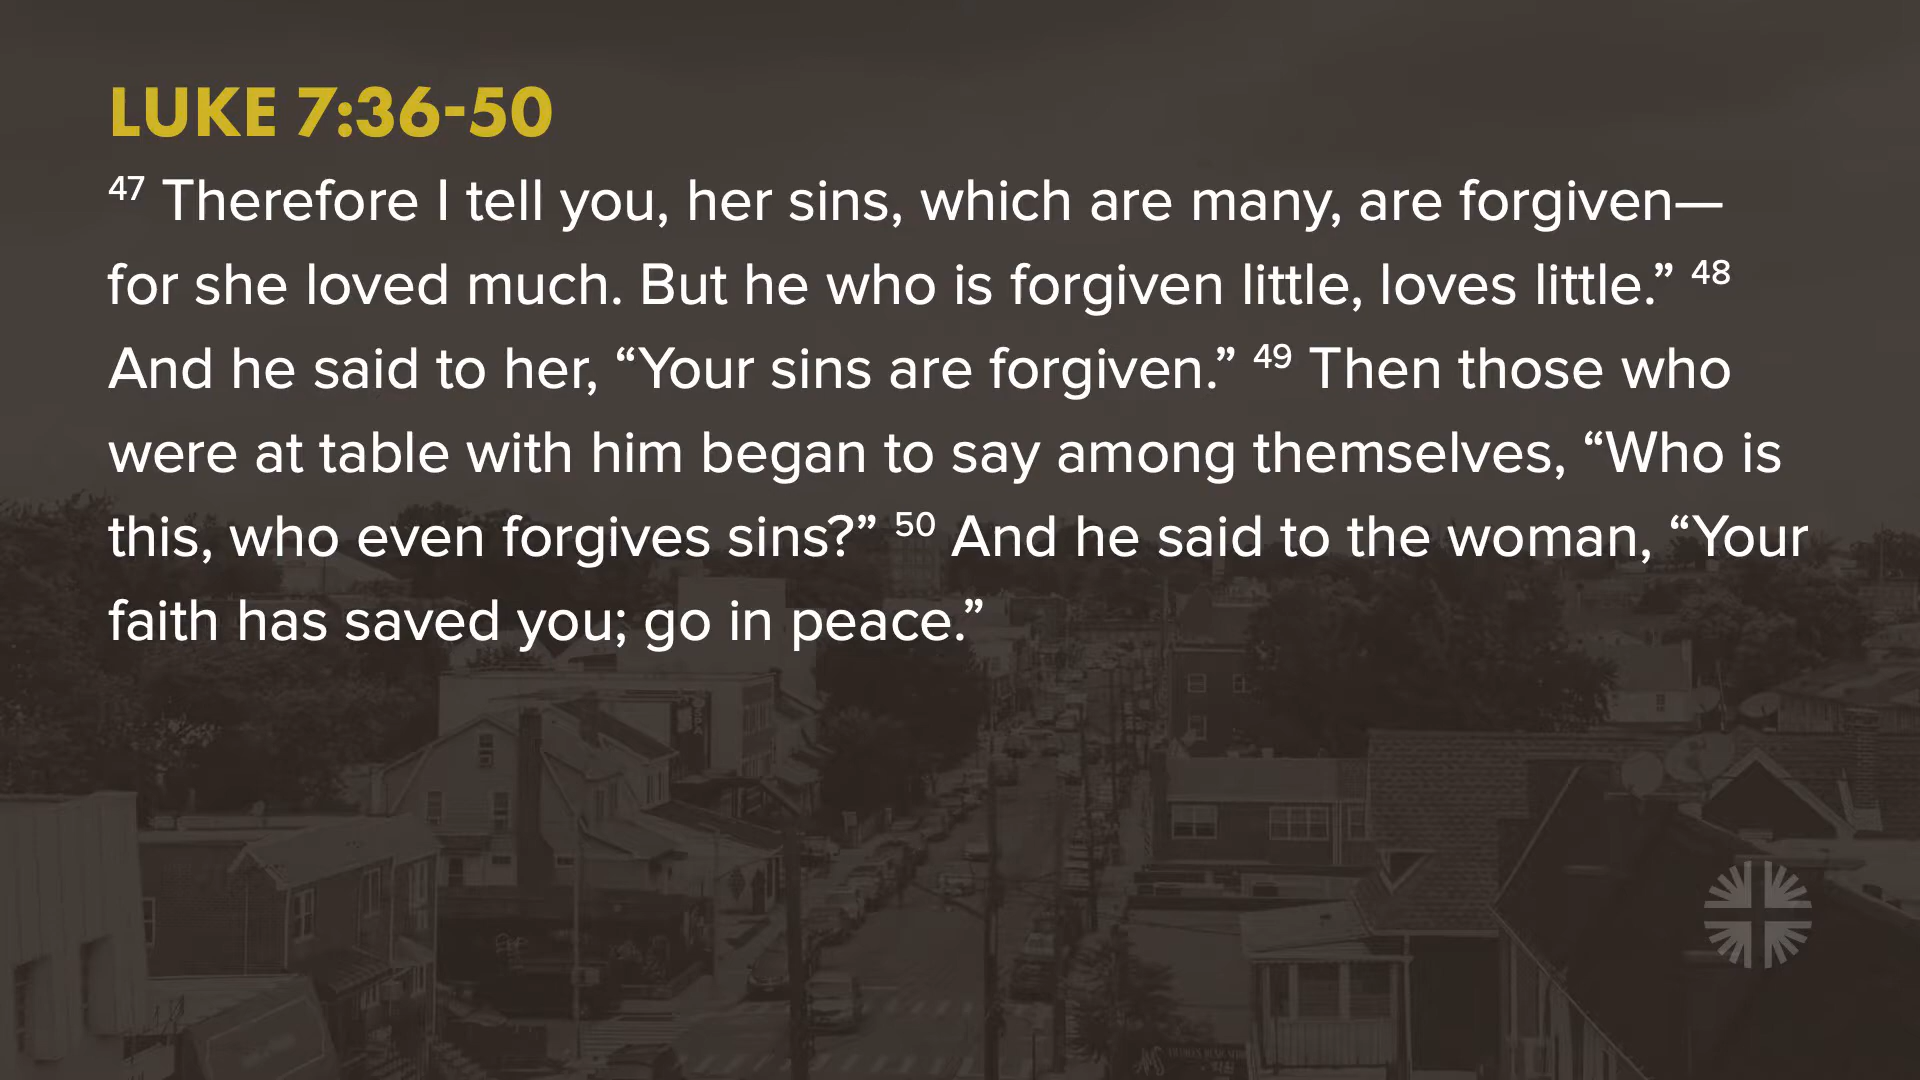 LUKE 7:36-50
47 Therefore I tell you, her sins, which are many, are forgiven—
for she loved much. But he who is forgiven little, loves little.” 48
And he said to her, “Your sins are forgiven.” 49 Then those who
were at table with him began to say among themselves, “Who is
this, who even forgives sins?” 50 And he said to the woman, “Your
faith has saved you; go in peace.”